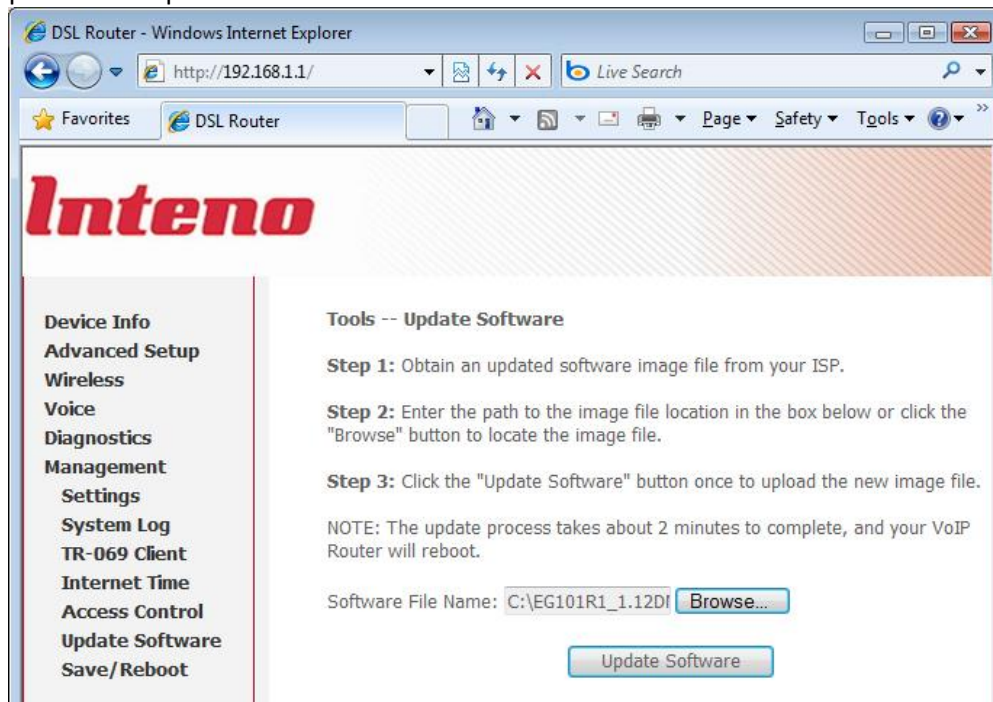 DSL Router - Windows Internet Explorer
http://192.168.1.1/
Live Search
Favorites
DSL Router
Page
Safety
Tools
Inteno
Device Info
Advanced Setup
Wireless
Voice
Diagnostics
Management
Settings
System Log
TR-069 Client
Internet Time
Access Control
Update Software
Save/Reboot
Tools -- Update Software
Step 1: Obtain an updated software image file from your ISP.
Step 2: Enter the path to the image file location in the box below or click the
"Browse" button to locate the image file.
Step 3: Click the "Update Software" button once to upload the new image file.
NOTE: The update process takes about 2 minutes to complete, and your VoIP
Router will reboot.
Software File Name: C:\EG101R1_1.12D Browse...
Update Software